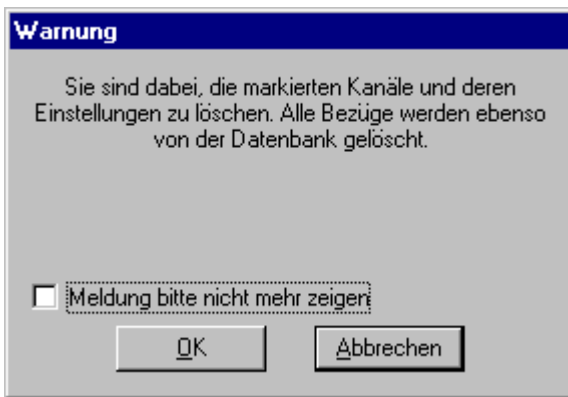 Warnung
Sie sind dabei, die markierten Kanäle und deren
Einstellungen zu löschen. Alle Bezüge werden ebenso
von der Datenbank gelöscht.
Meldung bitte nicht mehr zeigen
OK
Abbrechen